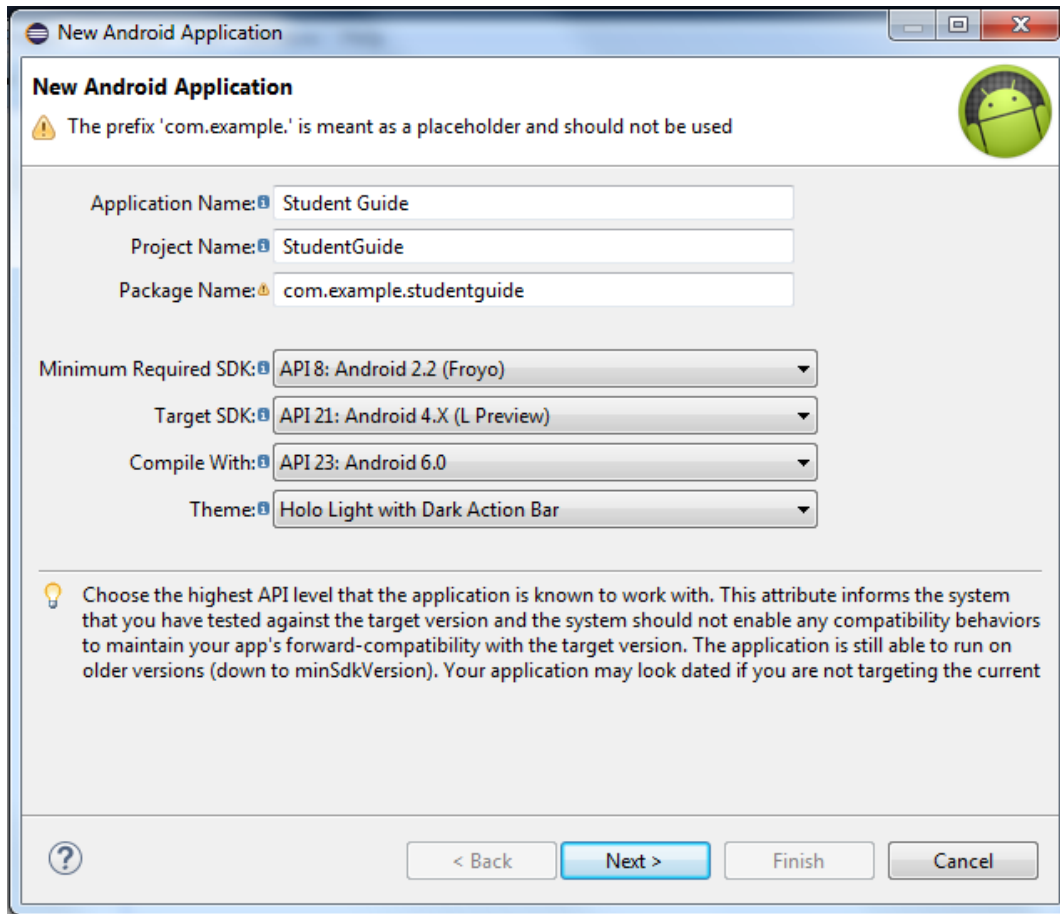 New Android Application
New Android Application
The prefix 'com.example.' is meant as a placeholder and should not be used
Application Name: Student Guide
Project Name: StudentGuide
Package Name: com.example.studentguide
Minimum Required SDK: API 8: Android 2.2 (Froyo)
Target SDK: API 21: Android 4.X (L Preview)
Compile With: API 23: Android 6.0
Theme: Holo Light with Dark Action Bar
Choose the highest API level that the application is known to work with. This attribute informs the system
that you have tested against the target version and the system should not enable any compatibility behaviors
to maintain your app's forward-compatibility with the target version. The application is still able to run on
older versions (down to minSdkVersion). Your application may look dated if you are not targeting the current
< Back Next > Finish Cancel